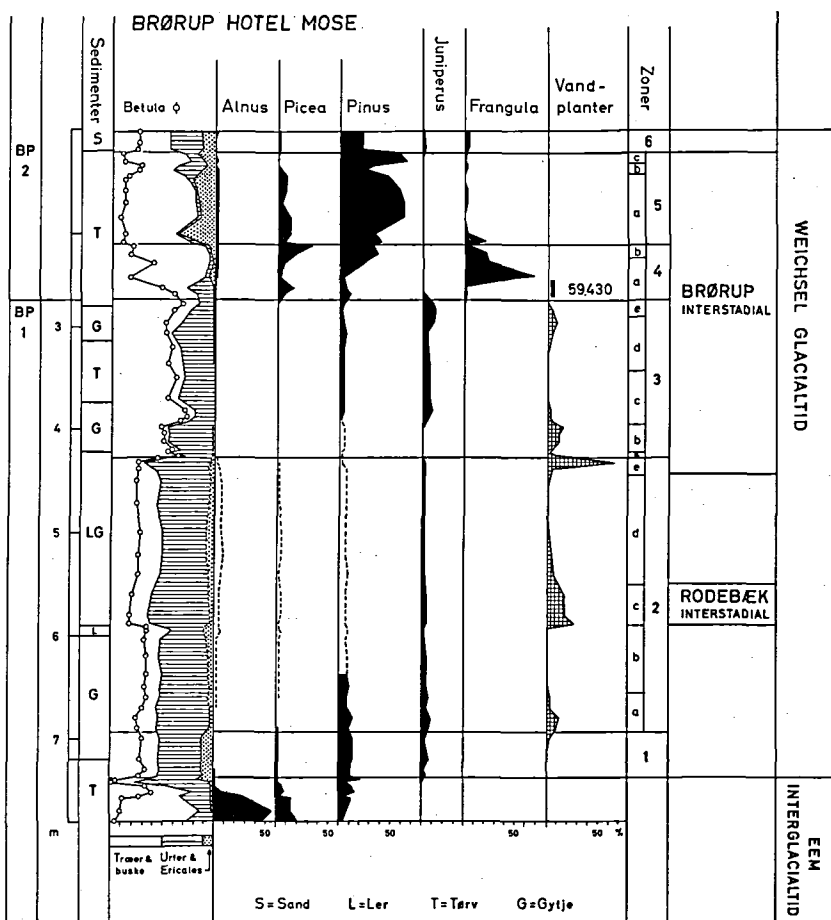 BRØRUP HOTEL MOSE
Sedimenter
Betula φ
Alnus
Picea
Pinus
Juniperus
Frangula
Vand-
planter
Zoner
BP
2
BP
1
S
T
G
T
G
LG
L
G
T
3
4
5
6
7
m
6
c
b
a
5
b
a
4
e
d
c
b
3
e
d
c
b
a
2
1
59.430
BRØRUP
INTERSTADIAL
RODEBÆK
INTERSTADIAL
WEICHSEL GLACIALTID
EEM
INTERGLACIALTID
50
50
50
50
50 %
Træer &
buske
Urter &
Ericales
S=Sand L=Ler T=Tørv G=Gytje